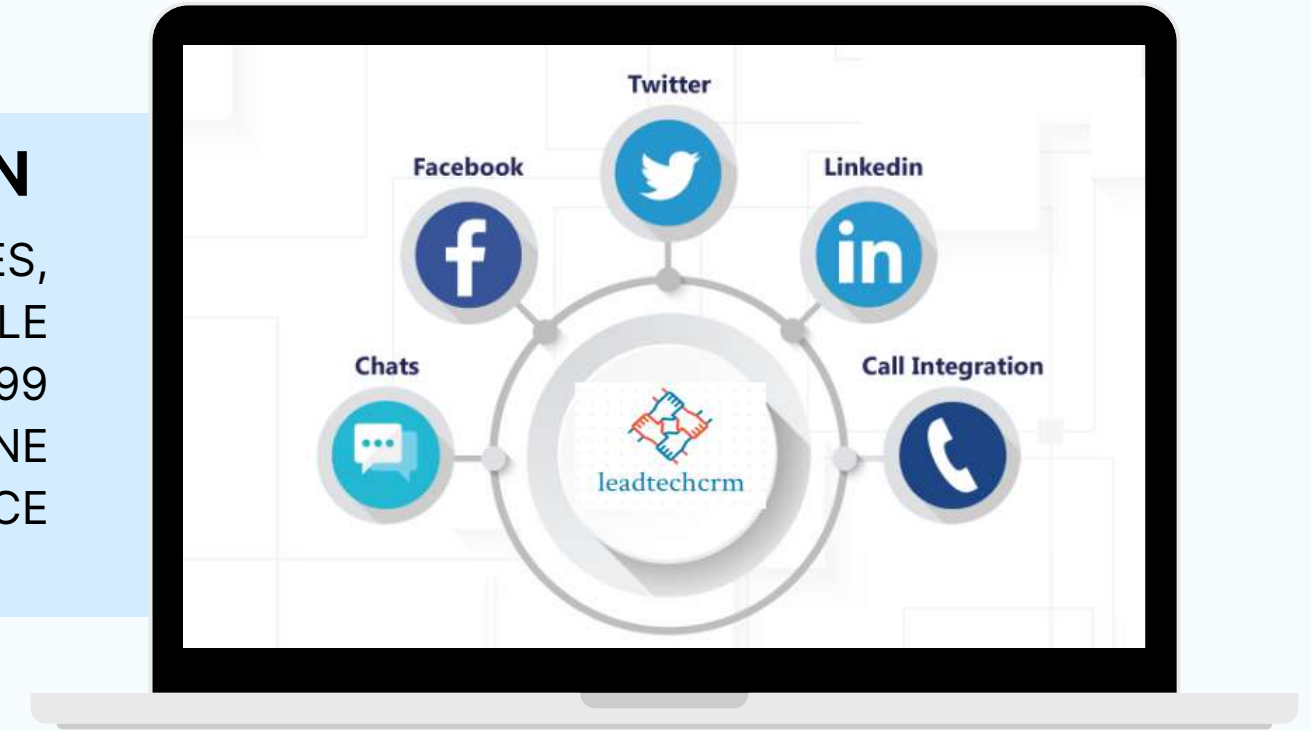 N
ES,
LE
99
NE
CE
Twitter
Facebook
Linkedin
Chats
Call Integration
leadtechcrm